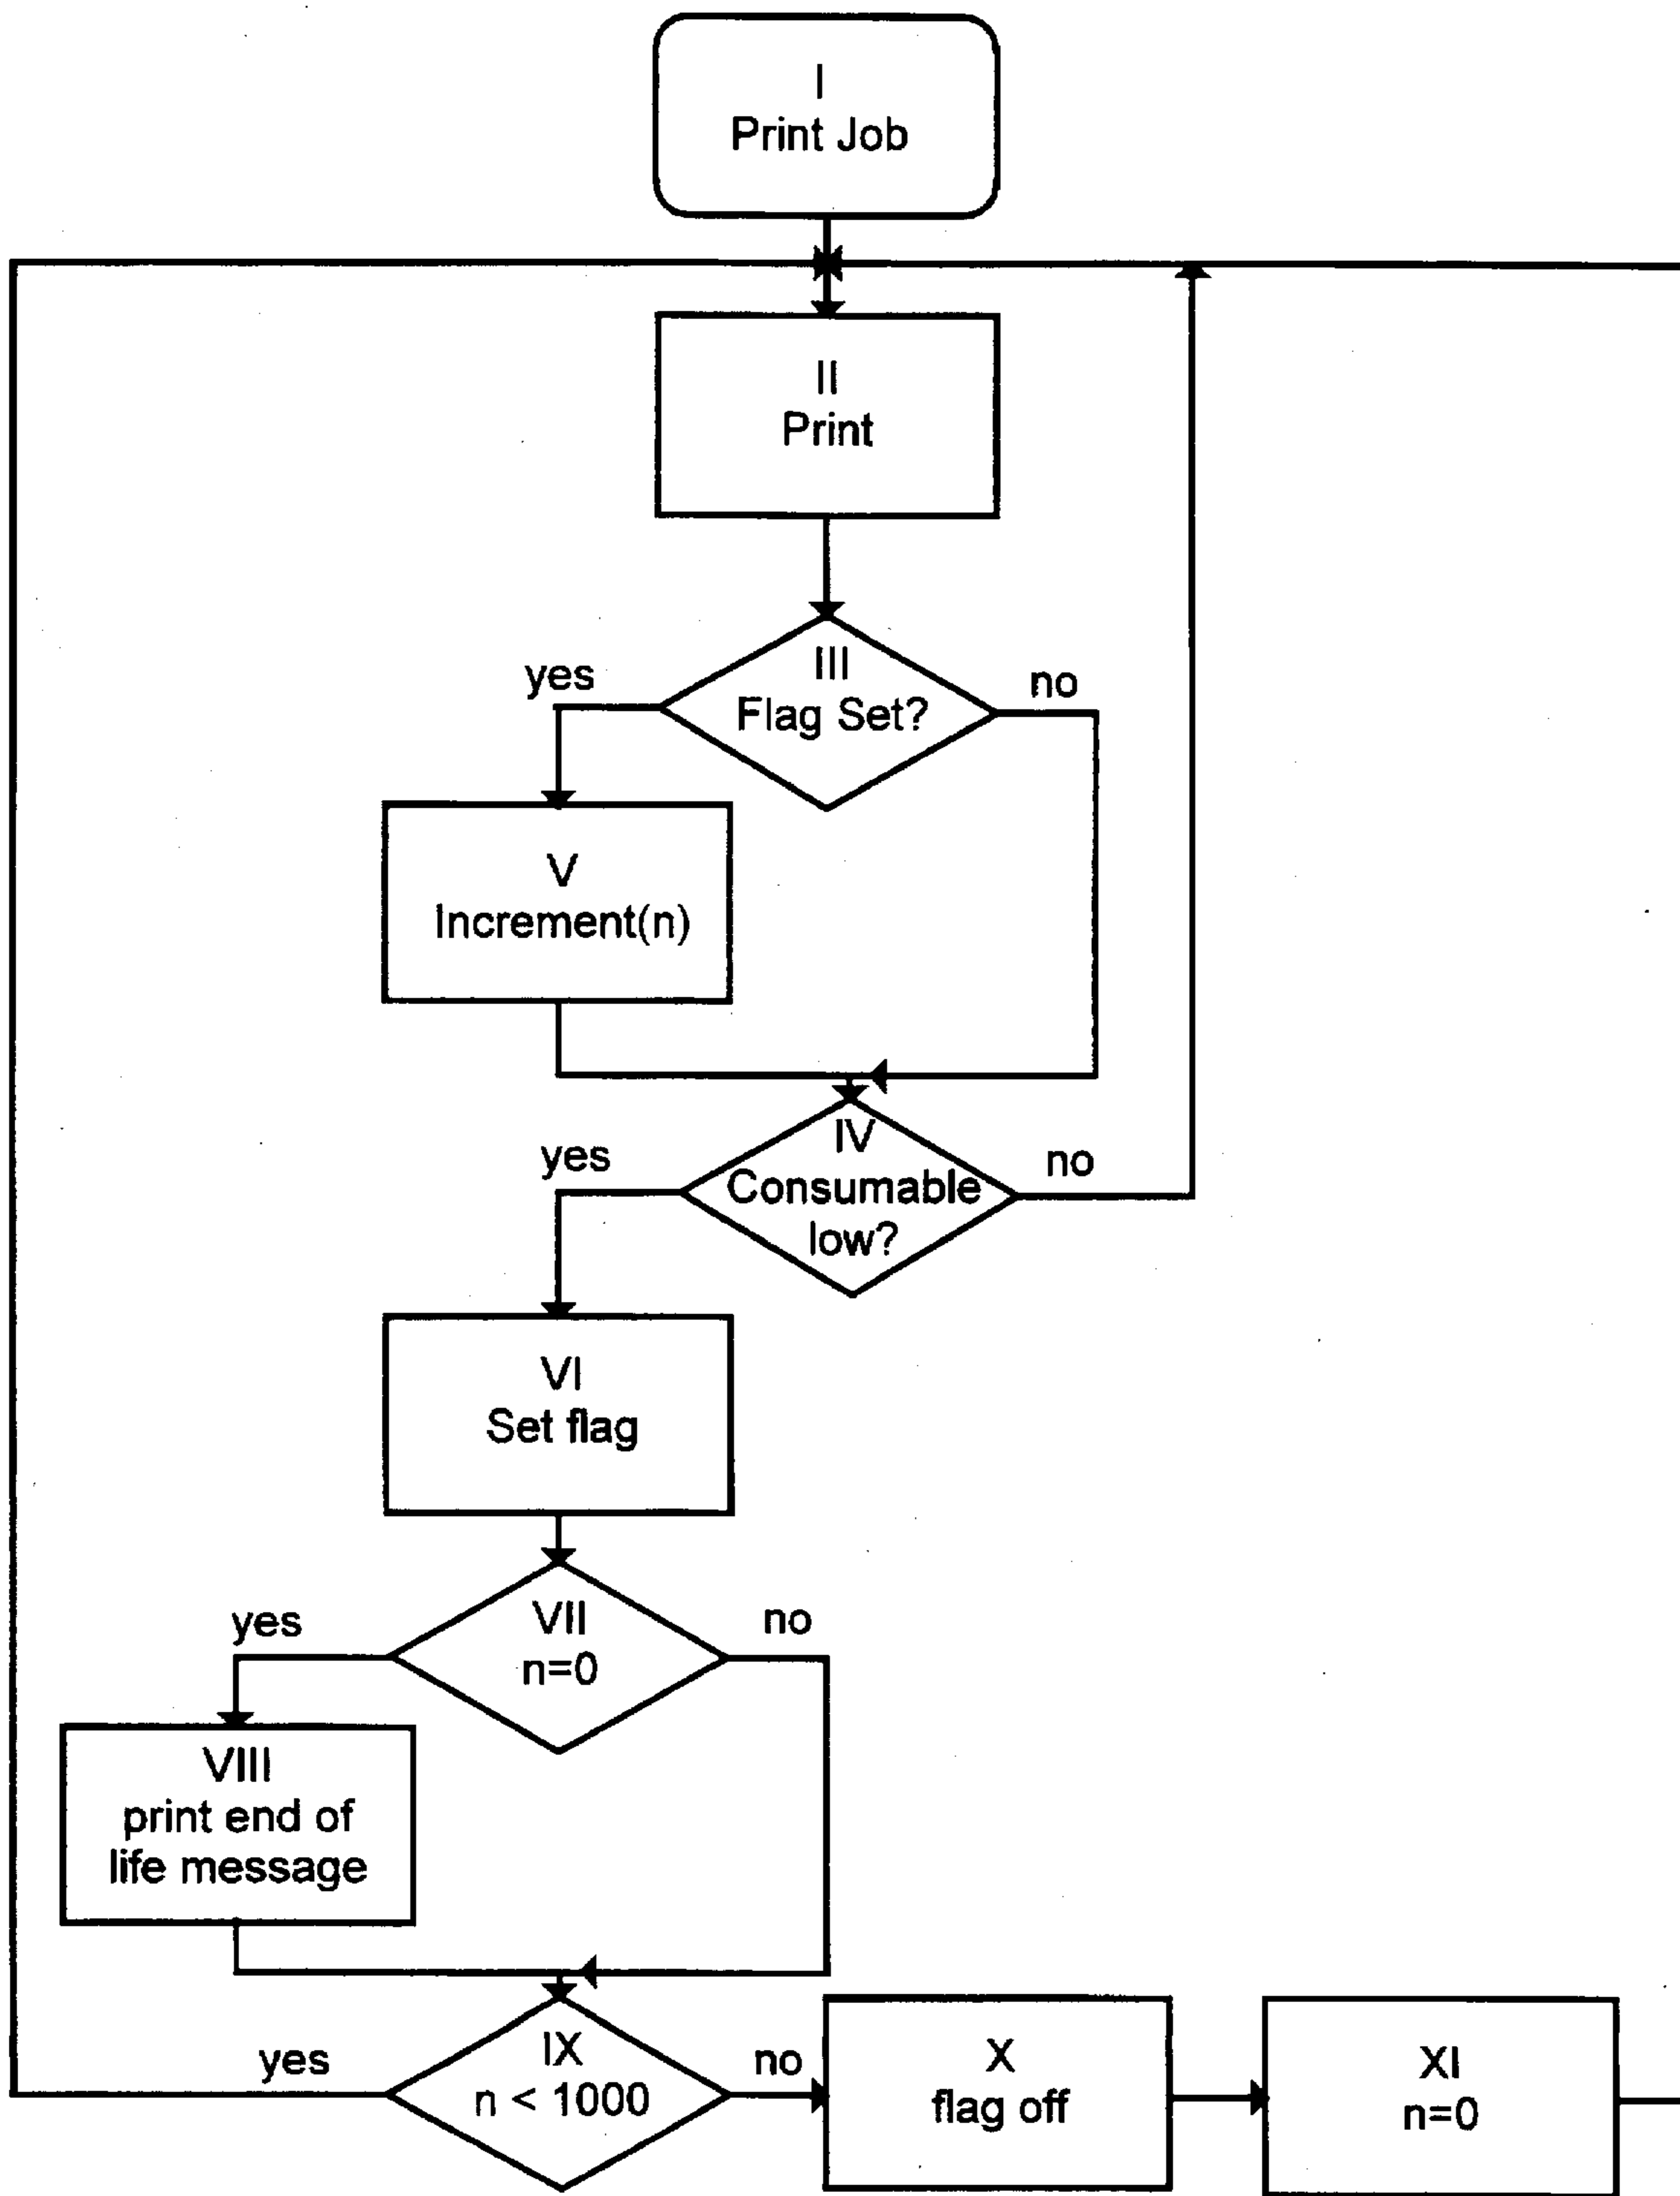 I
Print Job
II
Print
III
Flag Set?
yes
no
V
Increment(n)
IV
Consumable
low?
yes
no
VI
Set flag
VII
n=0
yes
no
VIII
print end of
life message
IX
n < 1000
yes
no
X
flag off
XI
n=0